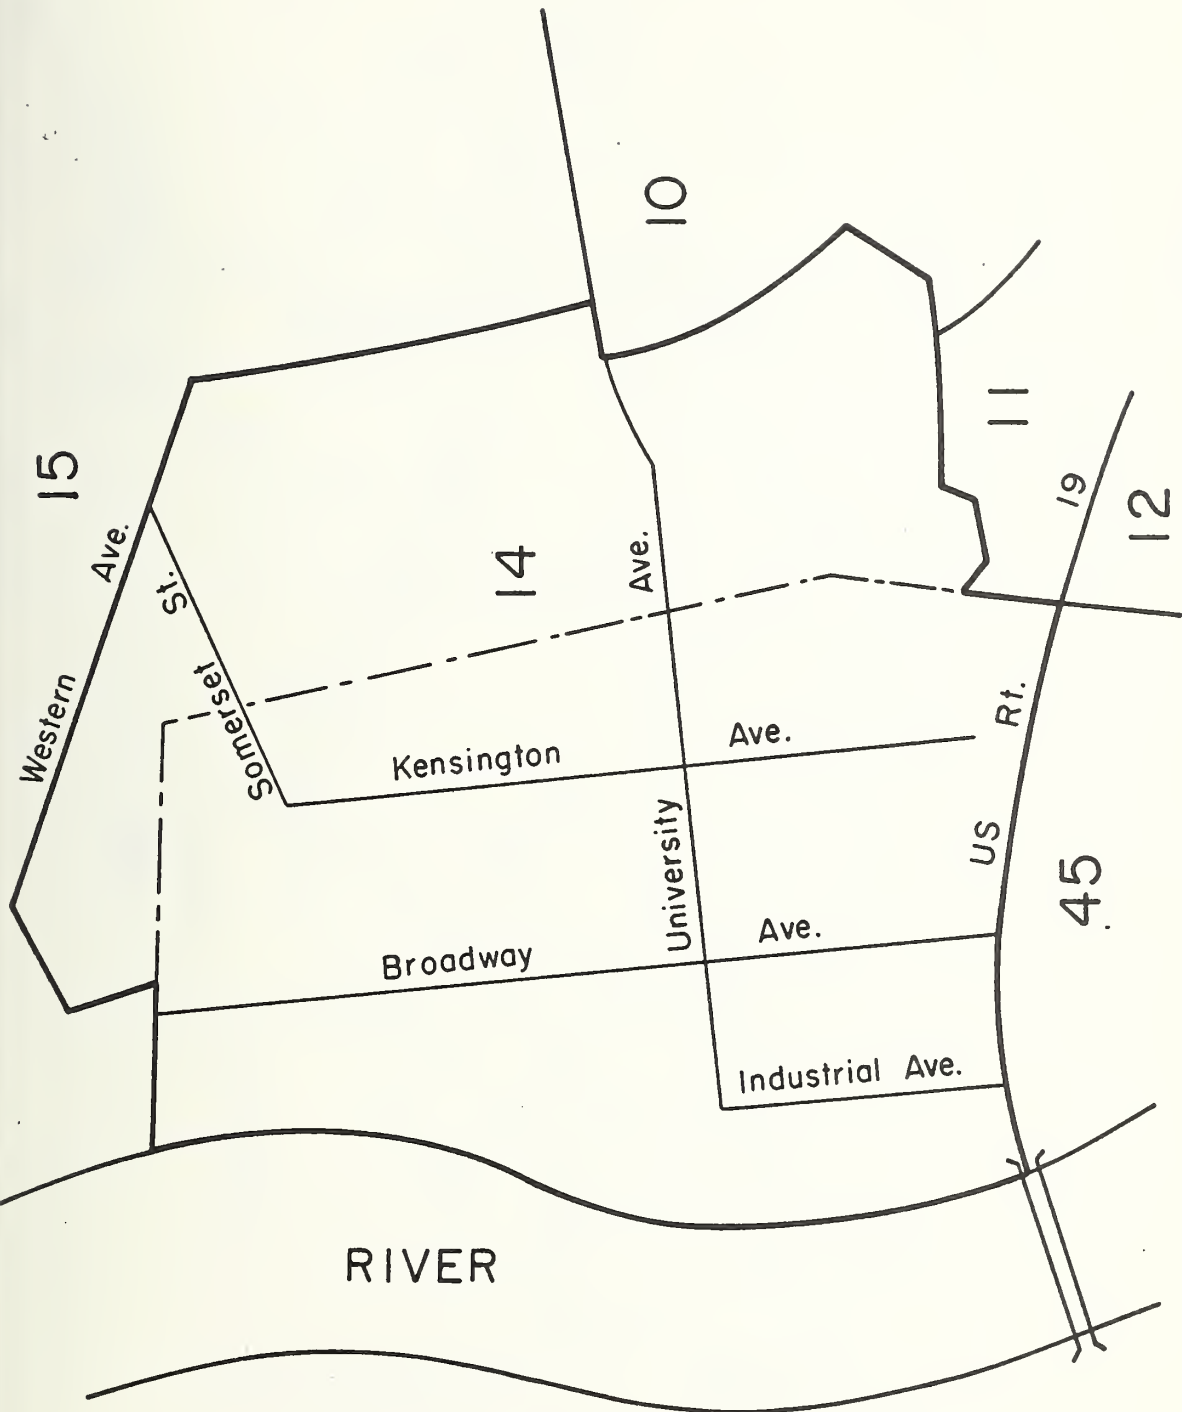 10
15
11
19
12
Western Ave.
Somerset St.
14
Kensington Ave.
University Ave.
US Rt.
45
Broadway Ave.
Industrial Ave.
RIVER